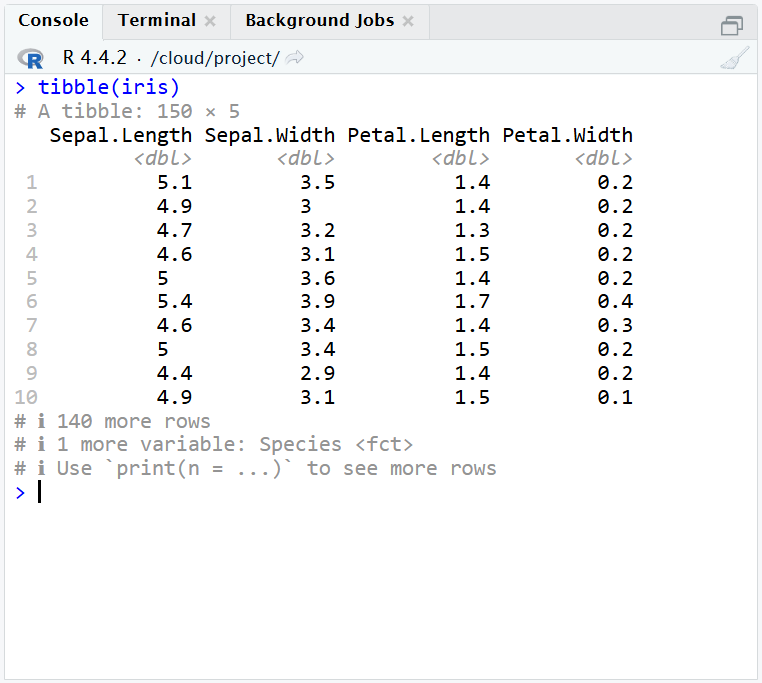 Console Terminal × Background Jobs ×
R R 4.4.2 · /cloud/project/
> tibble(iris)
# A tibble: 150 × 5
   Sepal.Length Sepal.Width Petal.Length Petal.Width
          <dbl>       <dbl>        <dbl>       <dbl>
 1          5.1         3.5          1.4         0.2
 2          4.9         3            1.4         0.2
 3          4.7         3.2          1.3         0.2
 4          4.6         3.1          1.5         0.2
 5          5           3.6          1.4         0.2
 6          5.4         3.9          1.7         0.4
 7          4.6         3.4          1.4         0.3
 8          5           3.4          1.5         0.2
 9          4.4         2.9          1.4         0.2
10          4.9         3.1          1.5         0.1
# ℹ 140 more rows
# ℹ 1 more variable: Species <fct>
# ℹ Use `print(n = ...)` to see more rows
>